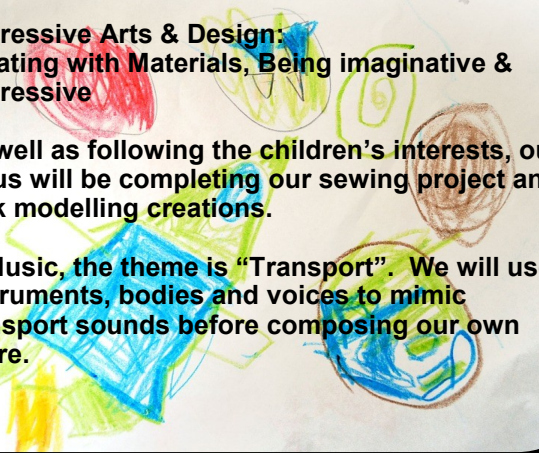 ressive Arts & Design:
ating with Materials, Being imaginative &
ressive
well as following the children’s interests, ou
us will be completing our sewing project an
k modelling creations.
usic, the theme is “Transport”. We will us
ruments, bodies and voices to mimic
sport sounds before composing our own
re.